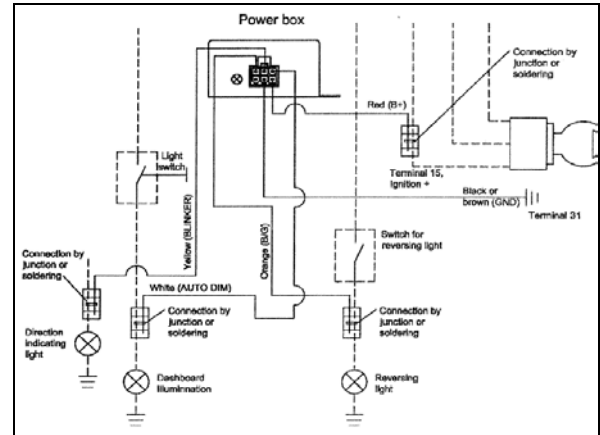 Power box
Connection by
junction or
soldering
Red (B+)
Light
switch
Terminal 15,
Ignition +
Black or
brown (GND)
Terminal 31
Yellow (BLINKER)
Orange (B/G)
Switch for
reversing light
Connection by
junction or
soldering
White (AUTO DIM)
Connection by
junction or
soldering
Connection by
junction or
soldering
Direction
indicating
light
Dashboard
Illuminnation
Reversing
light